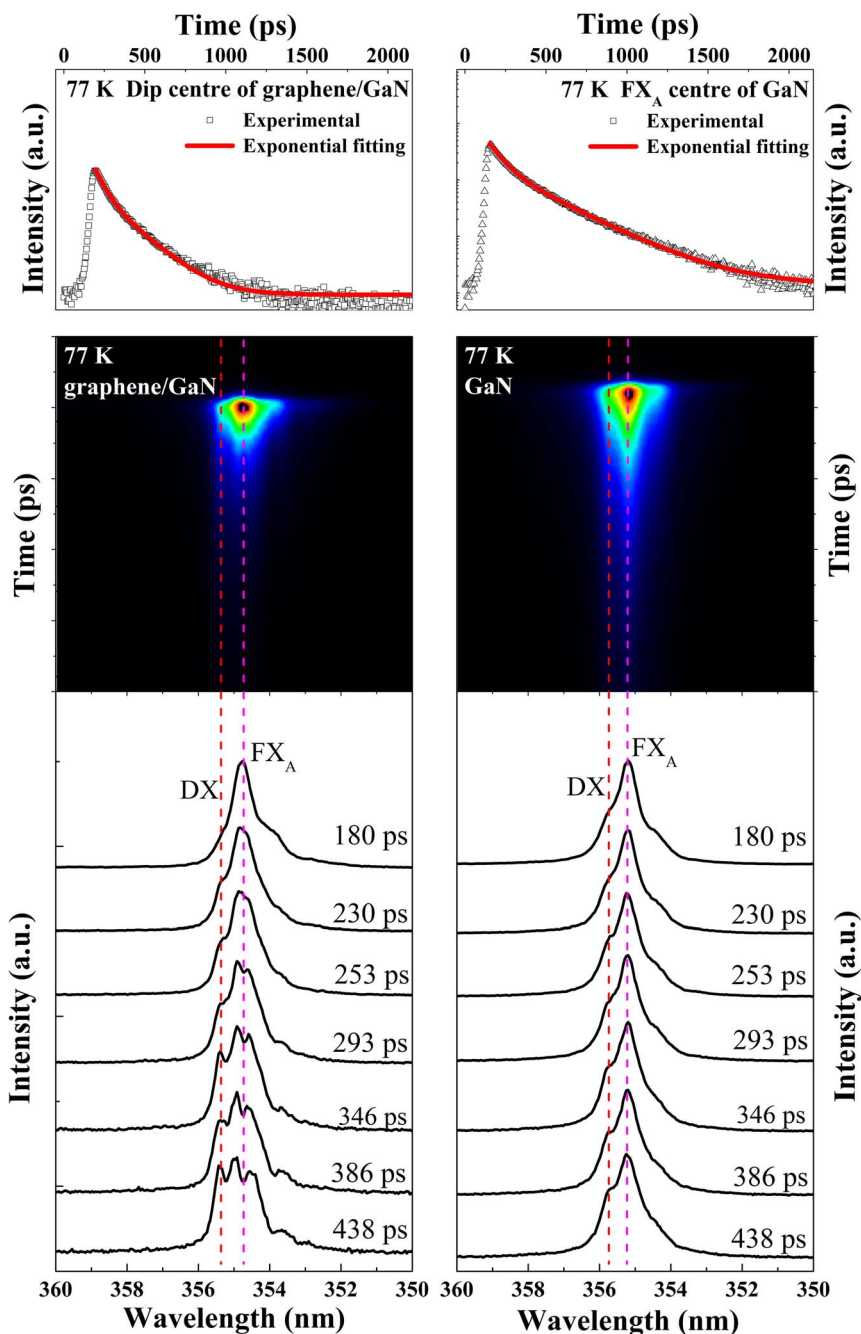 Time (ps)
0 500 1000 1500 2000
77 K Dip centre of graphene/GaN
Experimental
Exponential fitting
Intensity (a.u.)
Time (ps)
0 500 1000 1500 2000
77 K FX_A centre of GaN
Experimental
Exponential fitting
Intensity (a.u.)
77 K
graphene/GaN
Time (ps)
77 K
GaN
Time (ps)
FX_A
DX
180 ps
230 ps
253 ps
293 ps
346 ps
386 ps
438 ps
Intensity (a.u.)
360 358 356 354 352 350
Wavelength (nm)
FX_A
DX
180 ps
230 ps
253 ps
293 ps
346 ps
386 ps
438 ps
Intensity (a.u.)
360 358 356 354 352 350
Wavelength (nm)